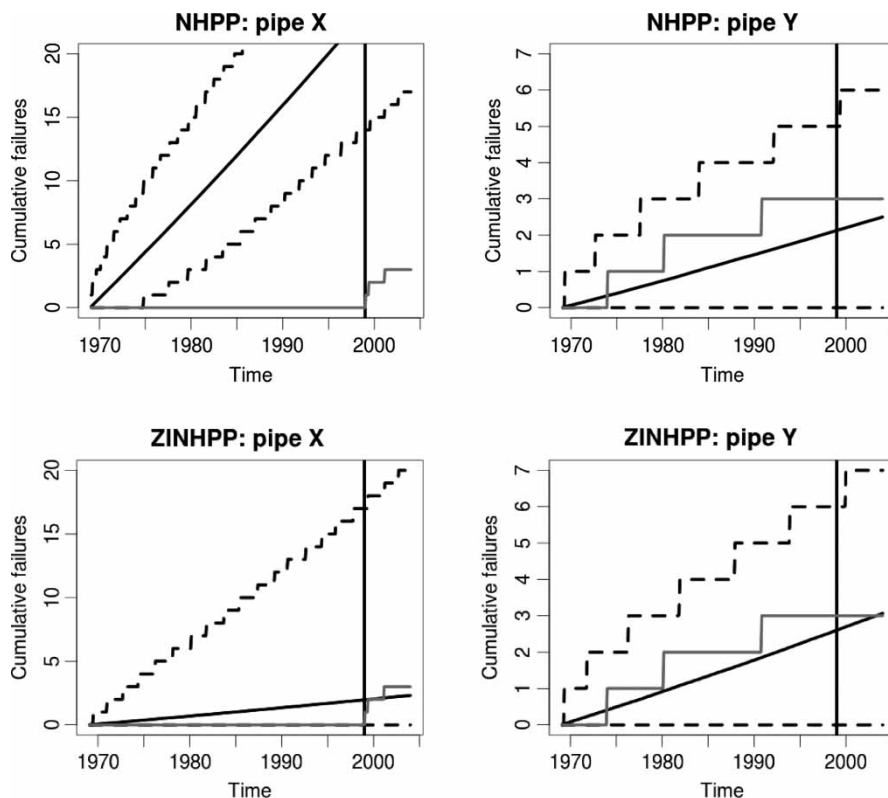 NHPP: pipe X
Cumulative failures
20
15
10
5
0
1970 1980 1990 2000
Time
NHPP: pipe Y
Cumulative failures
7
6
5
4
3
2
1
0
1970 1980 1990 2000
Time
ZINHPP: pipe X
Cumulative failures
20
15
10
5
0
1970 1980 1990 2000
Time
ZINHPP: pipe Y
Cumulative failures
7
6
5
4
3
2
1
0
1970 1980 1990 2000
Time